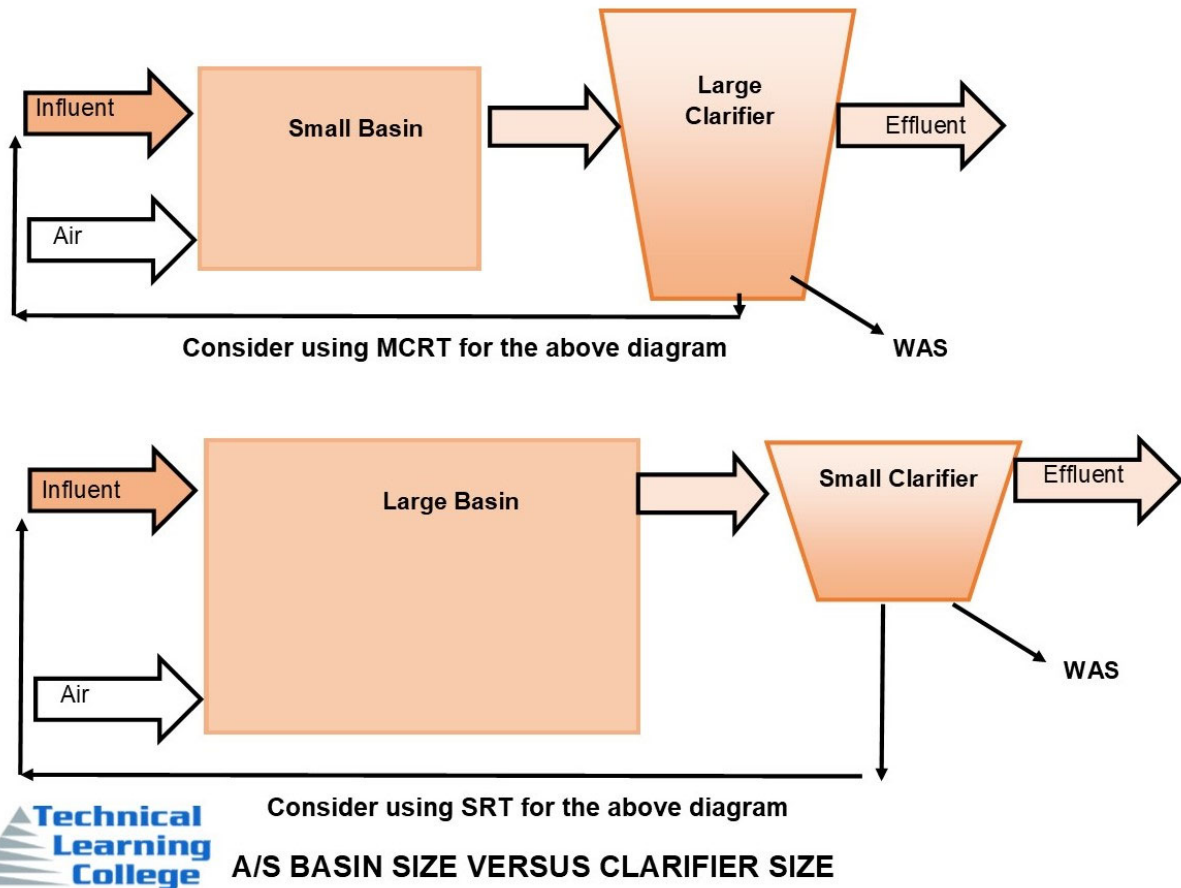 Influent
Small Basin
Large
Clarifier
Effluent
Air
Consider using MCRT for the above diagram
WAS
Influent
Large Basin
Small Clarifier
Effluent
Air
WAS
Consider using SRT for the above diagram
Technical
Learning
College
A/S BASIN SIZE VERSUS CLARIFIER SIZE